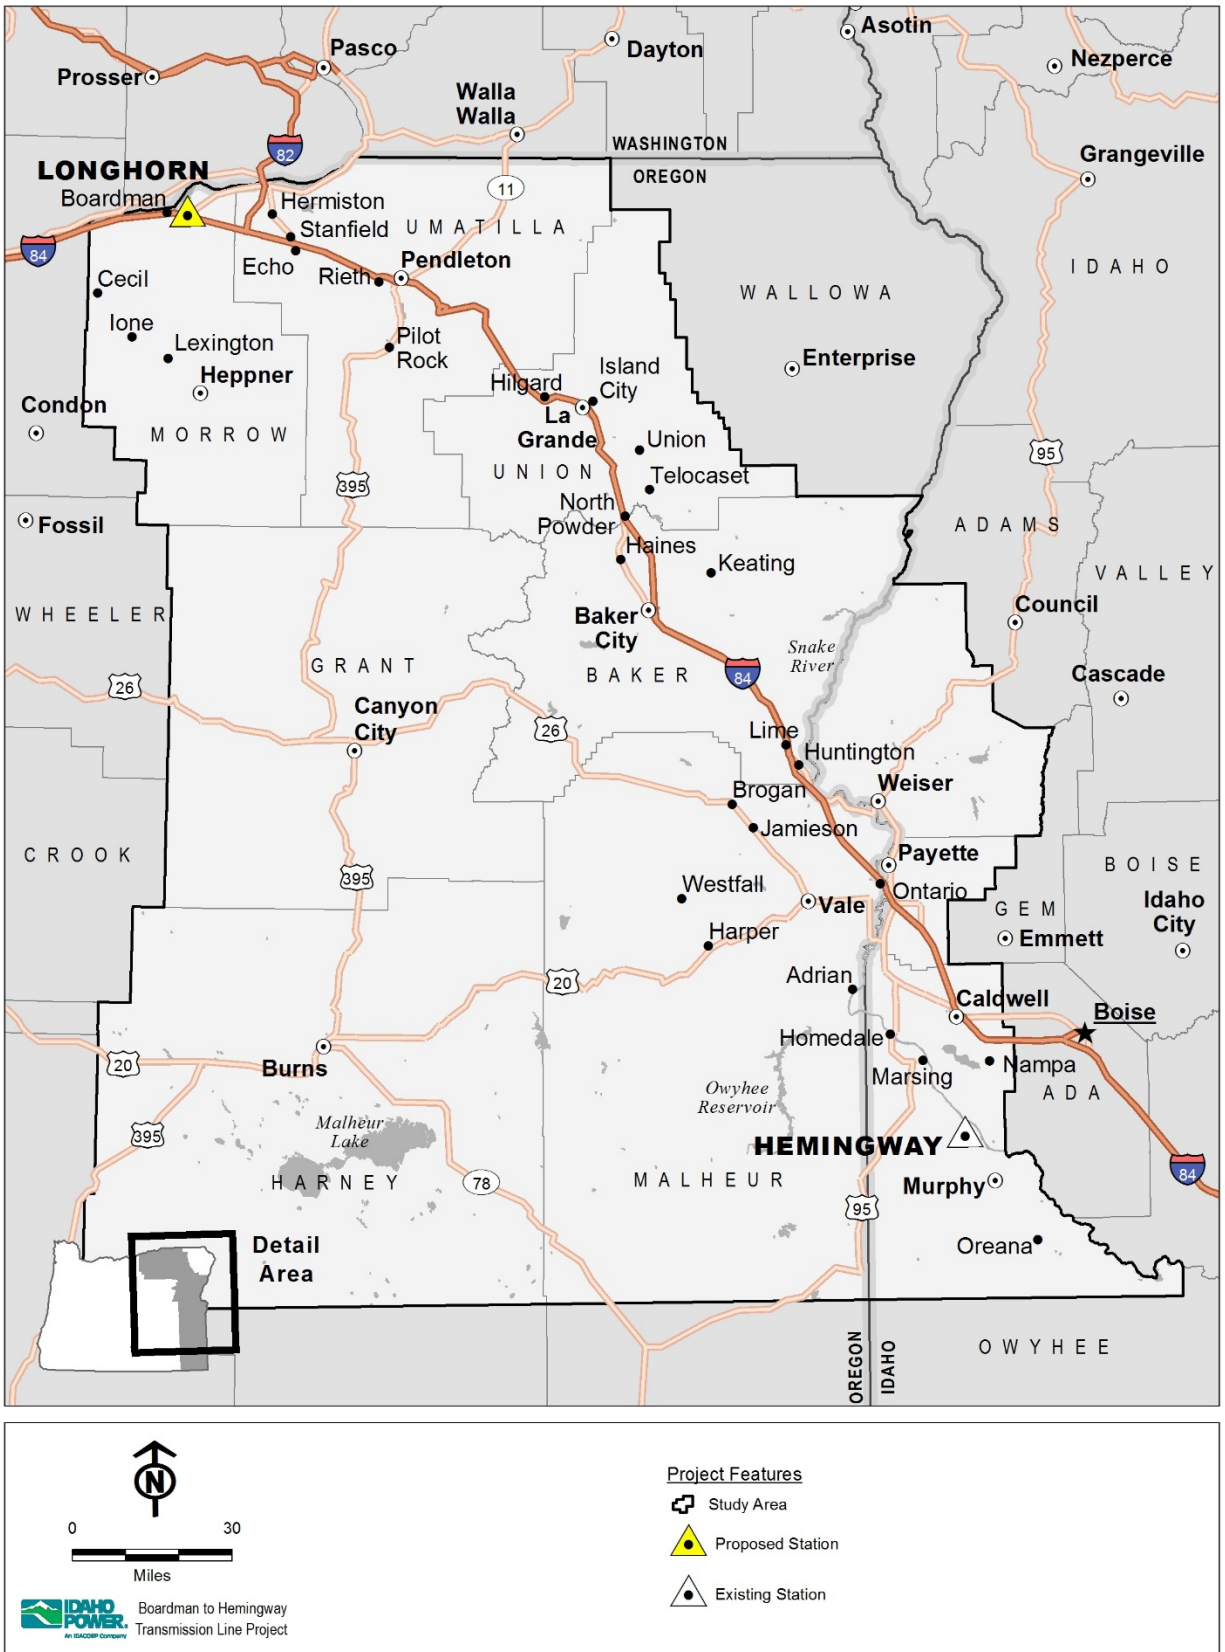 Asotin
Pasco
Dayton
Nezperce
Prosser
Walla
Walla
82
WASHINGTON
OREGON
Grangeville
LONGHORN
Boardman
11
Hermiston
Stanfield
UMATILLA
84
Echo
Rieth
Pendleton
IDAHO
Cecil
WALLOWA
Ione
Lexington
Pilot
Rock
Enterprise
Heppner
Hilgard
Island
City
Condon
La
Grande
MORROW
Union
95
UNION
Telocaset
395
North
Powder
Fossil
ADAMS
Haines
Keating
VALLEY
WHEELER
Baker
City
Council
Snake
River
GRANT
BAKER
84
Cascade
26
Canyon
City
26
Lime
Huntington
Weiser
Brogan
Jamieson
CROOK
Payette
BOISE
395
Westfall
Ontario
Idaho
City
Vale
GEM
Emmett
Harper
Adrian
20
Caldwell
Boise
Homedale
20
Burns
Marsing
Nampa
ADA
Owyhee
Reservoir
Malheur
Lake
395
HEMINGWAY
84
HARNEY
78
MALHEUR
Murphy
95
Detail
Area
Oreana
OREGON
IDAHO
OWYHEE
N
0 30
Miles
IDAHO
POWER.
An IDACORP Company
Boardman to Hemingway
Transmission Line Project
Project Features
Study Area
Proposed Station
Existing Station